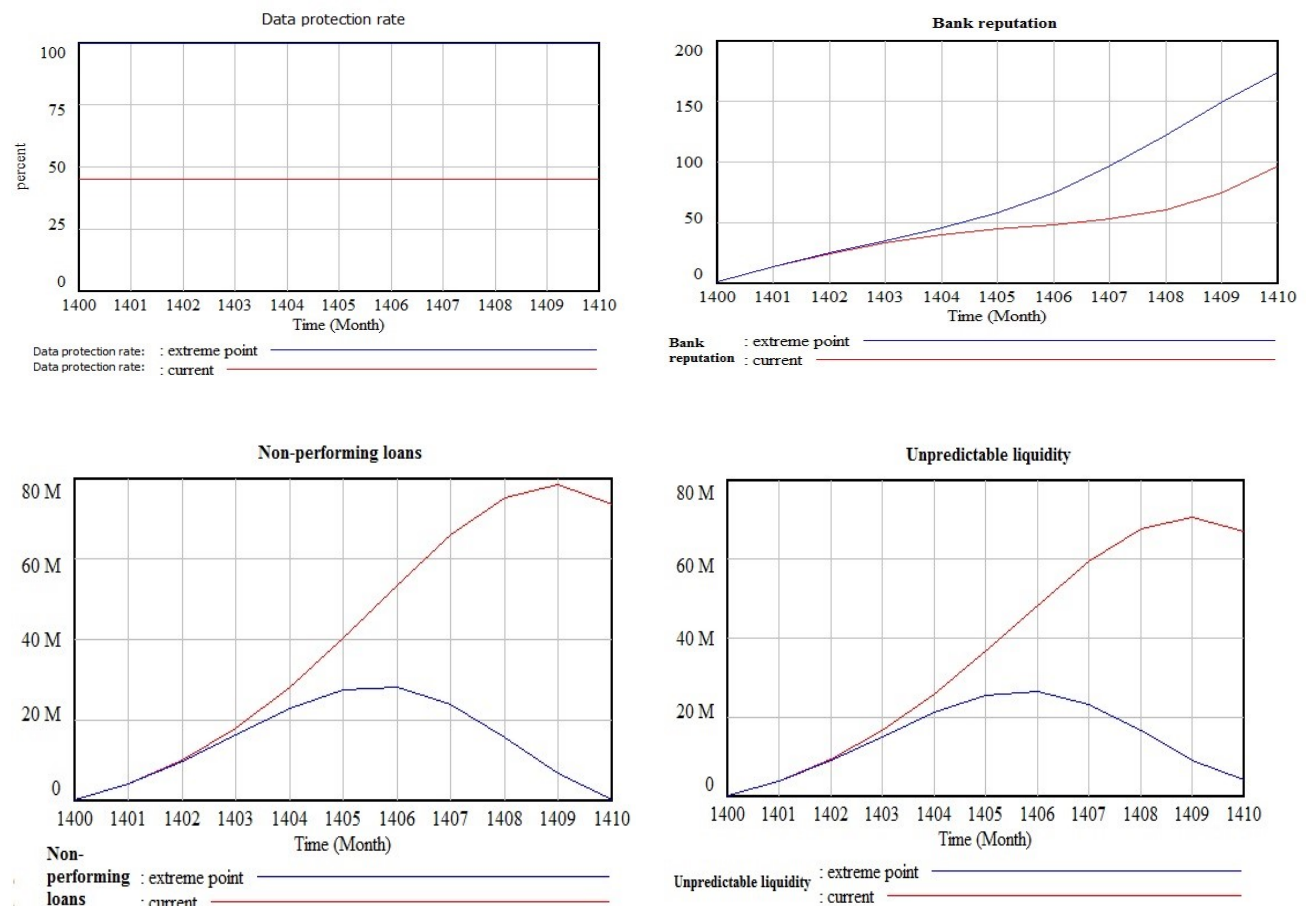 Data protection rate
100
75
50
25
0
percent
1400 1401 1402 1403 1404 1405 1406 1407 1408 1409 1410
Time (Month)
Data protection rate: : extreme point
Data protection rate: : current
Bank reputation
200
150
100
50
0
1400 1401 1402 1403 1404 1405 1406 1407 1408 1409 1410
Time (Month)
Bank : extreme point
reputation : current
Non-performing loans
80 M
60 M
40 M
20 M
0
1400 1401 1402 1403 1404 1405 1406 1407 1408 1409 1410
Time (Month)
Non-
performing : extreme point
loans : current
Unpredictable liquidity
80 M
60 M
40 M
20 M
0
1400 1401 1402 1403 1404 1405 1406 1407 1408 1409 1410
Time (Month)
Unpredictable liquidity : extreme point
: current